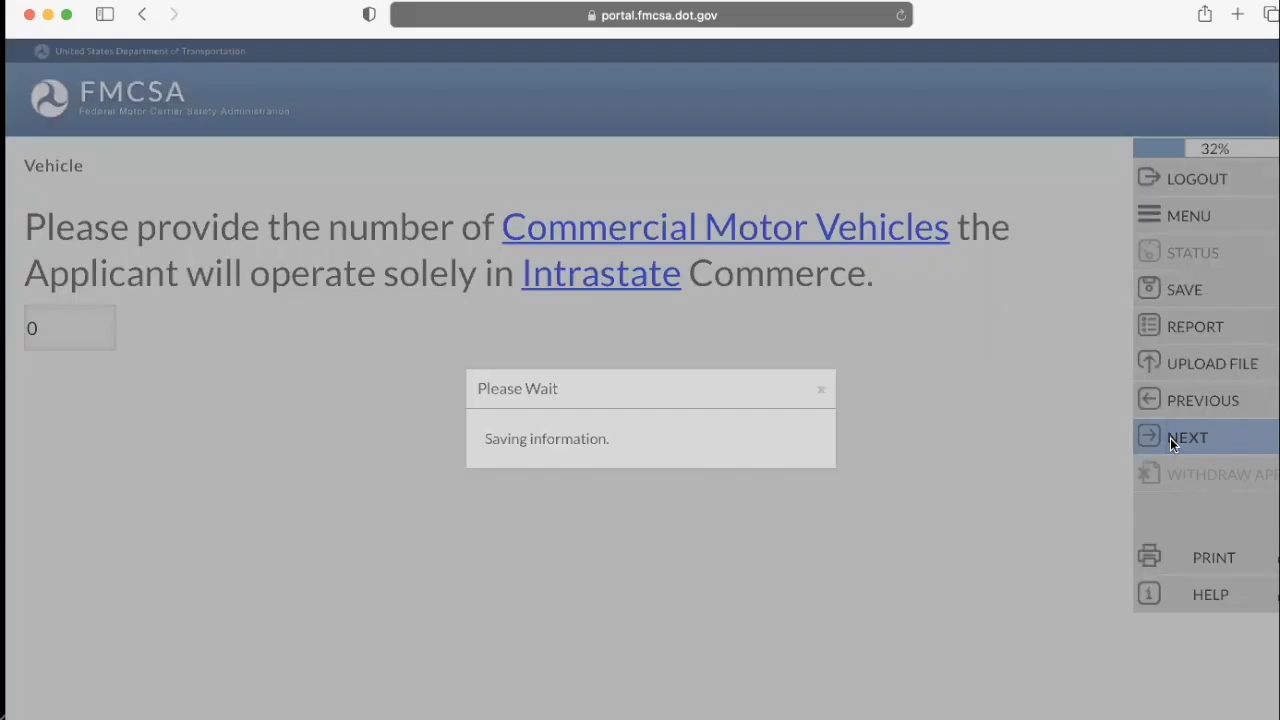 portal.fmcsa.dot.gov
United States Department of Transportation
FMCSA
Federal Motor Carrier Safety Administration
Vehicle
32%
Please provide the number of Commercial Motor Vehicles the
Applicant will operate solely in Intrastate Commerce.
0
Please Wait
Saving information.
LOGOUT
MENU
STATUS
SAVE
REPORT
UPLOAD FILE
PREVIOUS
NEXT
WITHDRAW APP
PRINT
HELP